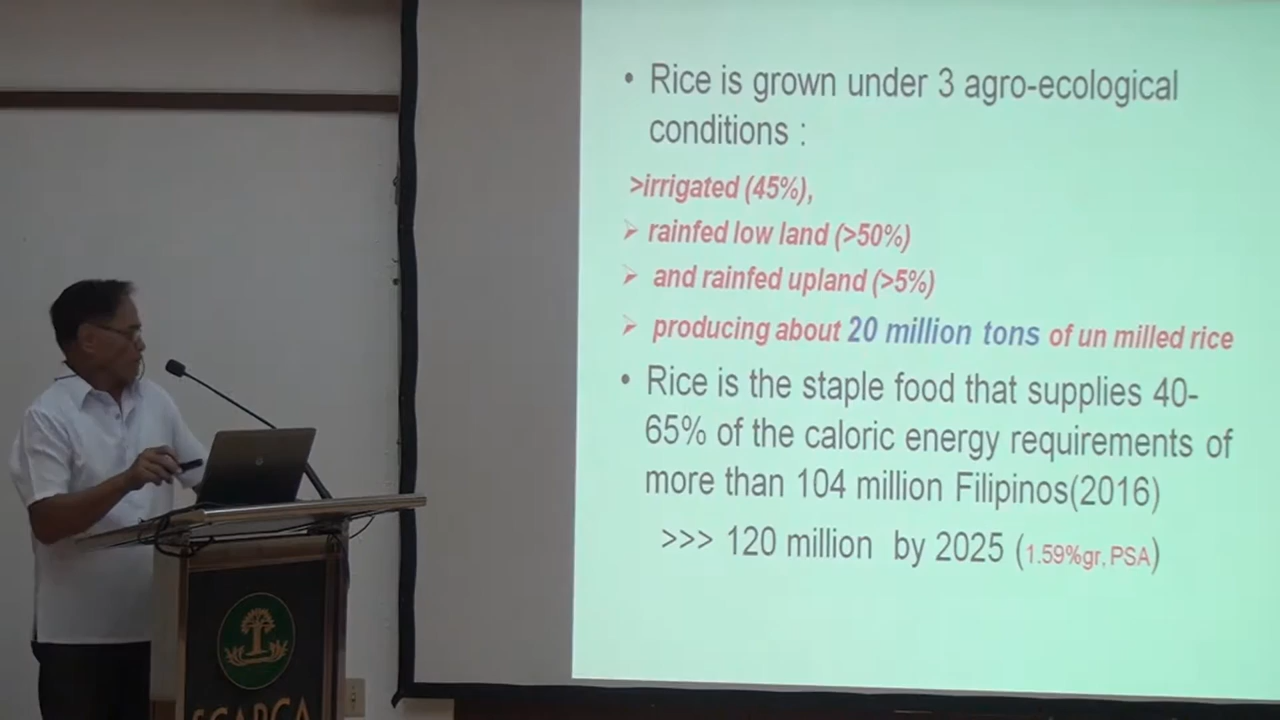 • Rice is grown under 3 agro-ecological
conditions :
>irrigated (45%),
➢ rainfed low land (>50%)
➢ and rainfed upland (>5%)
➢ producing about 20 million tons of un milled rice
• Rice is the staple food that supplies 40-
65% of the caloric energy requirements of
more than 104 million Filipinos(2016)
>>> 120 million by 2025 (1.59%gr, PSA)
hp
SEARCA